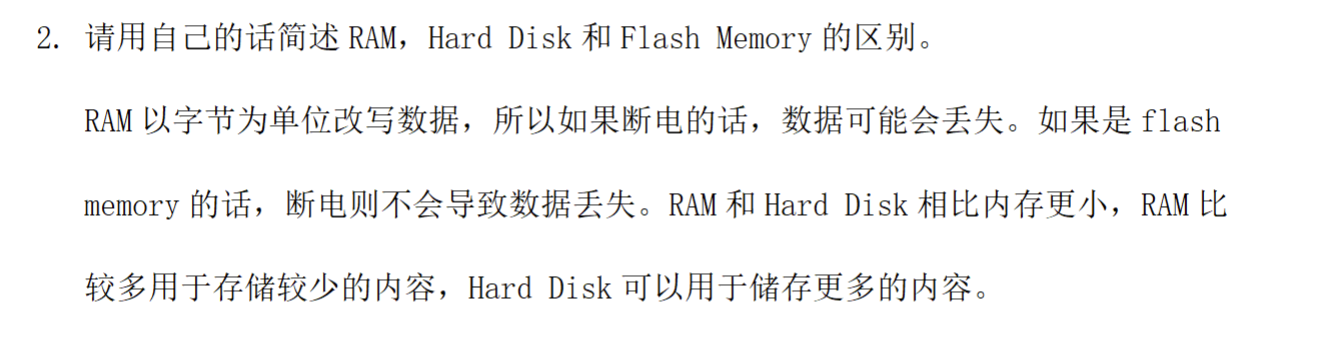 2. 请用自己的话简述 RAM，Hard Disk 和 Flash Memory 的区别。
RAM 以字节为单位改写数据，所以如果断电的话，数据可能会丢失。如果是 flash
memory 的话，断电则不会导致数据丢失。RAM 和 Hard Disk 相比内存更小，RAM 比
较多用于存储较少的内容，Hard Disk 可以用于储存更多的内容。